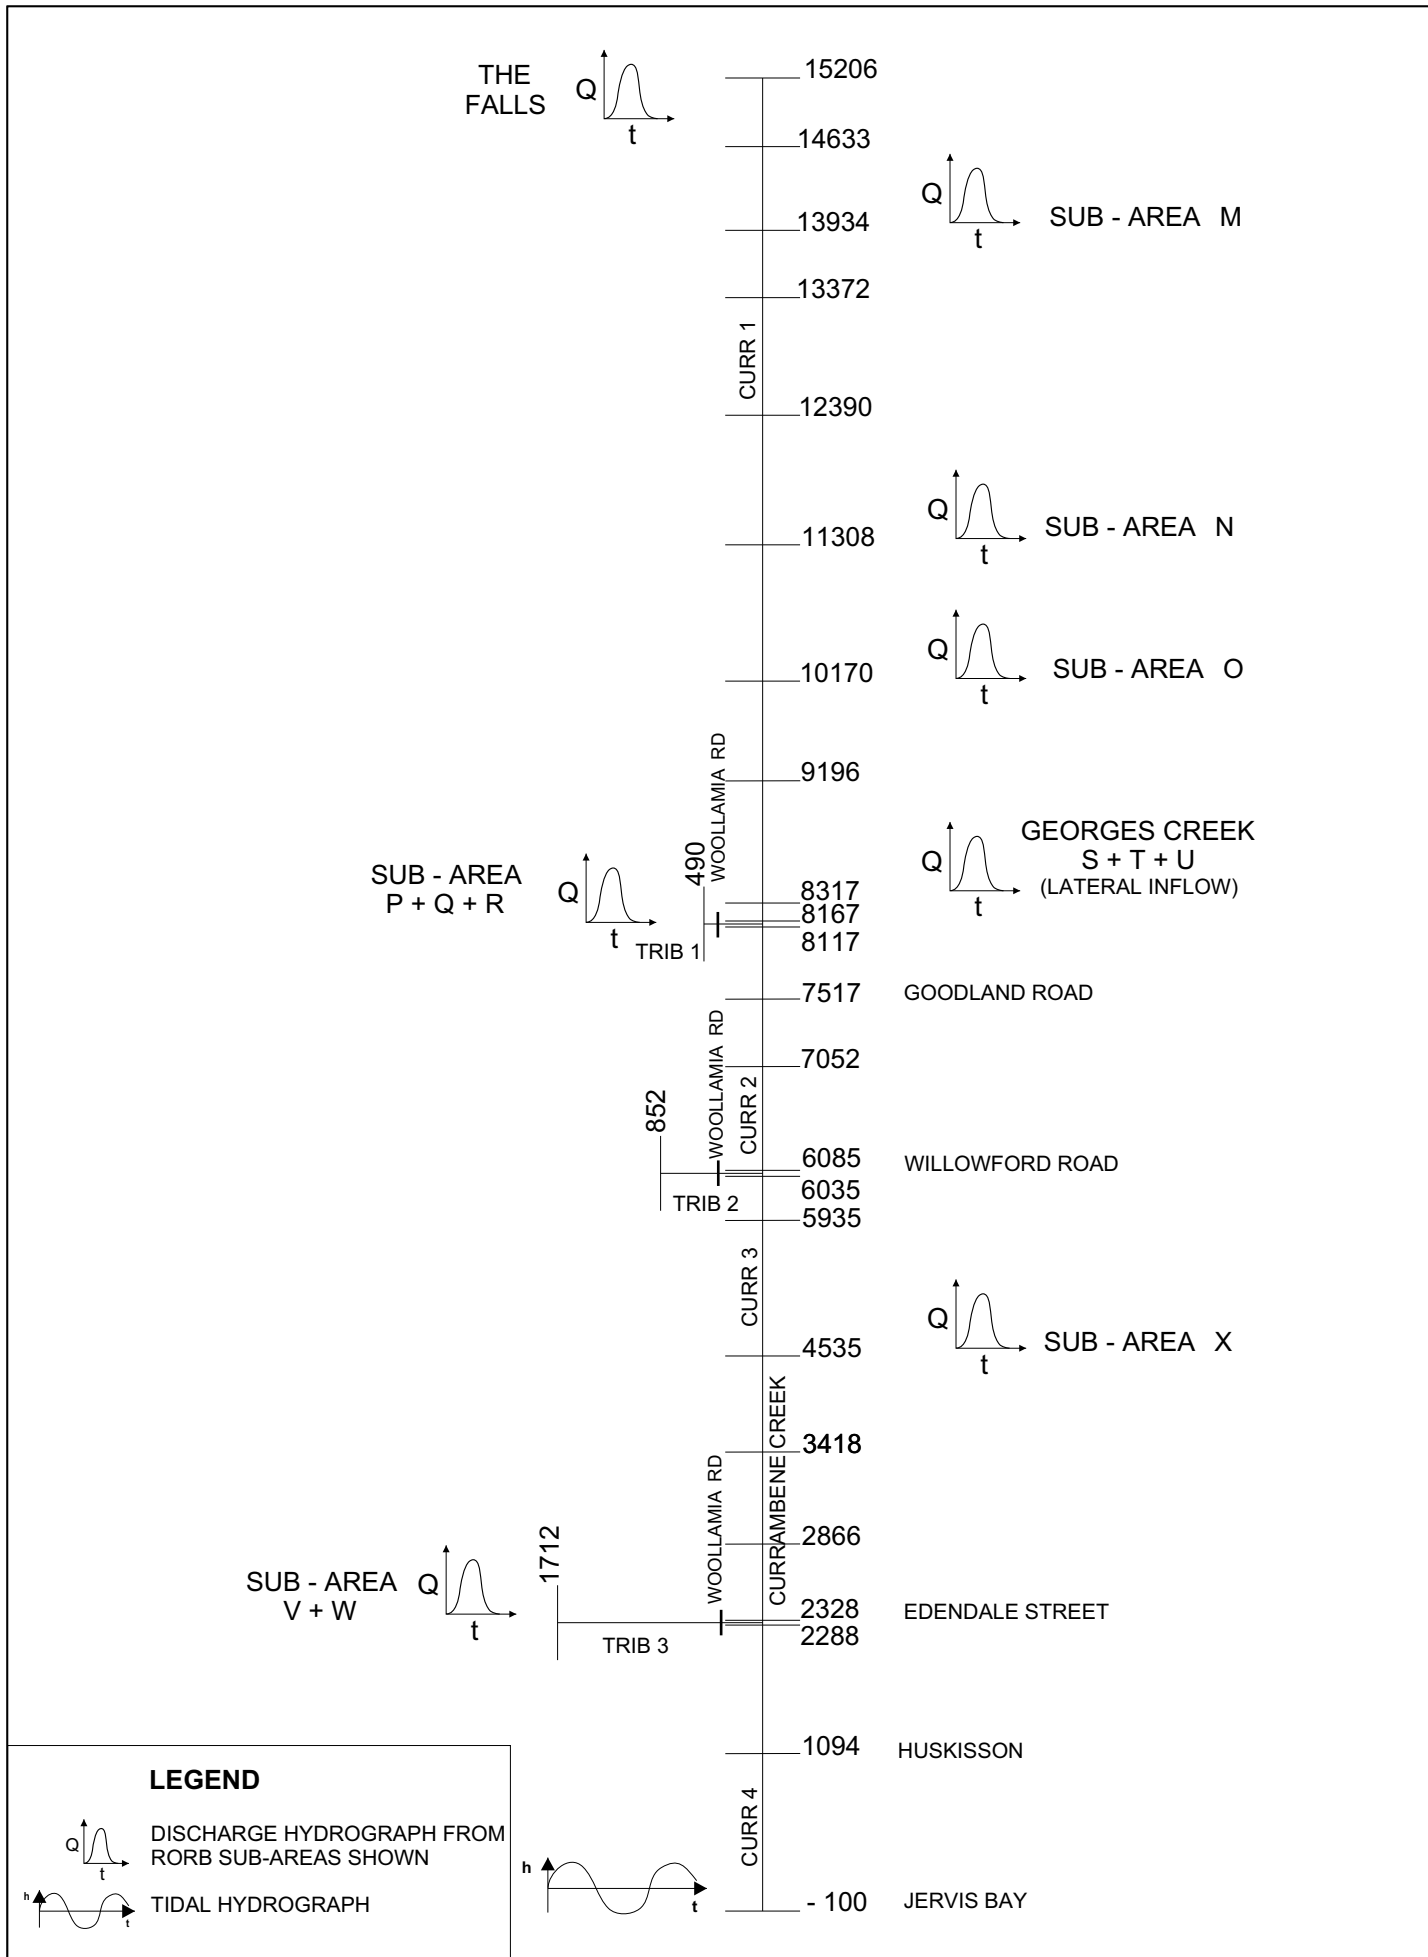 THE
FALLS
Q
t
15206
14633
Q
t
SUB - AREA M
13934
13372
CURR 1
12390
Q
t
SUB - AREA N
11308
Q
t
SUB - AREA O
10170
WOOLLAMIA RD
9196
490
GEORGES CREEK
S + T + U
(LATERAL INFLOW)
Q
t
SUB - AREA
P + Q + R
Q
t
TRIB 1
8317
8167
8117
7517
GOODLAND ROAD
WOOLLAMIA RD
7052
CURR 2
852
6085
WILLOWFORD ROAD
6035
TRIB 2
5935
CURR 3
Q
t
SUB - AREA X
4535
CURRAMBENE CREEK
3418
WOOLLAMIA RD
2866
1712
SUB - AREA
V + W
Q
t
TRIB 3
2328
EDENDALE STREET
2288
1094
HUSKISSON
CURR 4
h
t
- 100
JERVIS BAY
LEGEND
Q
t
DISCHARGE HYDROGRAPH FROM
RORB SUB-AREAS SHOWN
h
t
TIDAL HYDROGRAPH